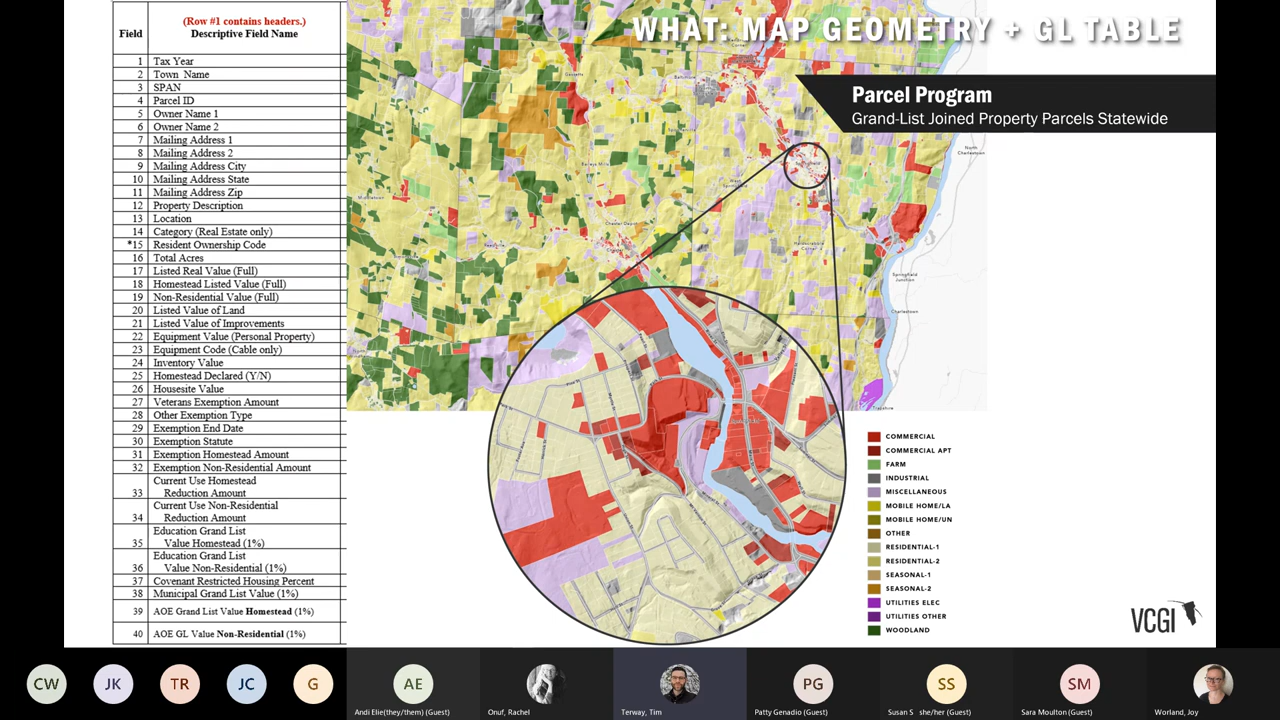 WHAT: MAP GEOMETRY + GL TABLE
Parcel Program
Grand-List Joined Property Parcels Statewide
(Row #1 contains headers.)
Field Descriptive Field Name
1 Tax Year
2 Town Name
3 SPAN
4 Parcel ID
5 Owner Name 1
6 Owner Name 2
7 Mailing Address 1
8 Mailing Address 2
9 Mailing Address City
10 Mailing Address State
11 Mailing Address Zip
12 Property Description
13 Location
14 Category (Real Estate only)
*15 Resident Ownership Code
16 Total Acres
17 Listed Real Value (Full)
18 Homestead Listed Value (Full)
19 Non-Residential Value (Full)
20 Listed Value of Land
21 Listed Value of Improvements
22 Equipment Value (Personal Property)
23 Equipment Code (Cable only)
24 Inventory Value
25 Homestead Declared (Y/N)
26 Housesite Value
27 Veterans Exemption Amount
28 Other Exemption Type
29 Exemption End Date
30 Exemption Statute
31 Exemption Homestead Amount
32 Exemption Non-Residential Amount
33 Current Use Homestead
Reduction Amount
34 Current Use Non-Residential
Reduction Amount
35 Education Grand List
Value Homestead (1%)
36 Education Grand List
Value Non-Residential (1%)
37 Covenant Restricted Housing Percent
38 Municipal Grand List Value (1%)
39 AOE Grand List Value Homestead (1%)
40 AOE GL Value Non-Residential (1%)
North
Charlestown
Springfield
Springfield
Junction
Charlestown
Chester Depot
Chester
COMMERCIAL
COMMERCIAL APT
FARM
INDUSTRIAL
MISCELLANEOUS
MOBILE HOME/LA
MOBILE HOME/UN
OTHER
RESIDENTIAL-1
RESIDENTIAL-2
SEASONAL-1
SEASONAL-2
UTILITIES ELEC
UTILITIES OTHER
WOODLAND
VCGI
CW
JK
TR
JC
G
AE
PG
SS
SM
Andi Elie(they/them) (Guest)
Onuf, Rachel
Terway, Tim
Patty Genadio (Guest)
Susan S she/her (Guest)
Sara Moulton (Guest)
Worland, Joy